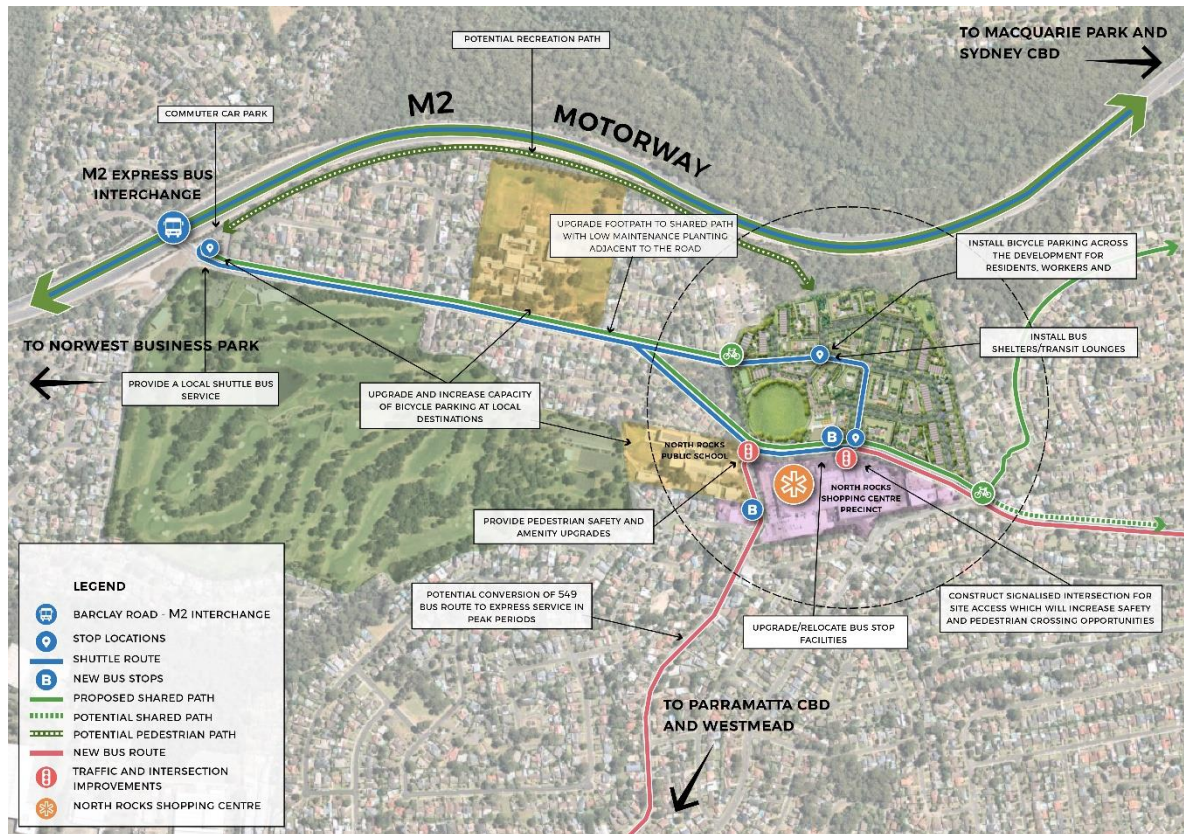 POTENTIAL RECREATION PATH
TO MACQUARIE PARK AND
SYDNEY CBD
COMMUTER CAR PARK
M2
MOTORWAY
M2 EXPRESS BUS
INTERCHANGE
UPGRADE FOOTPATH TO SHARED PATH
WITH LOW MAINTENANCE PLANTING
ADJACENT TO THE ROAD
INSTALL BICYCLE PARKING ACROSS
THE DEVELOPMENT FOR
RESIDENTS, WORKERS AND
TO NORWEST BUSINESS PARK
INSTALL BUS
SHELTERS/TRANSIT LOUNGES
PROVIDE A LOCAL SHUTTLE BUS
SERVICE
UPGRADE AND INCREASE CAPACITY
OF BICYCLE PARKING AT LOCAL
DESTINATIONS
NORTH ROCKS
PUBLIC SCHOOL
B
NORTH ROCKS
SHOPPING CENTRE
PRECINCT
B
PROVIDE PEDESTRIAN SAFETY AND
AMENITY UPGRADES
POTENTIAL CONVERSION OF 549
BUS ROUTE TO EXPRESS SERVICE IN
PEAK PERIODS
UPGRADE/RELOCATE BUS STOP
FACILITIES
CONSTRUCT SIGNALISED INTERSECTION FOR
SITE ACCESS WHICH WILL INCREASE SAFETY
AND PEDESTRIAN CROSSING OPPORTUNITIES
TO PARRAMATTA CBD
AND WESTMEAD
LEGEND
BARCLAY ROAD - M2 INTERCHANGE
STOP LOCATIONS
SHUTTLE ROUTE
B NEW BUS STOPS
PROPOSED SHARED PATH
POTENTIAL SHARED PATH
POTENTIAL PEDESTRIAN PATH
NEW BUS ROUTE
TRAFFIC AND INTERSECTION
IMPROVEMENTS
NORTH ROCKS SHOPPING CENTRE